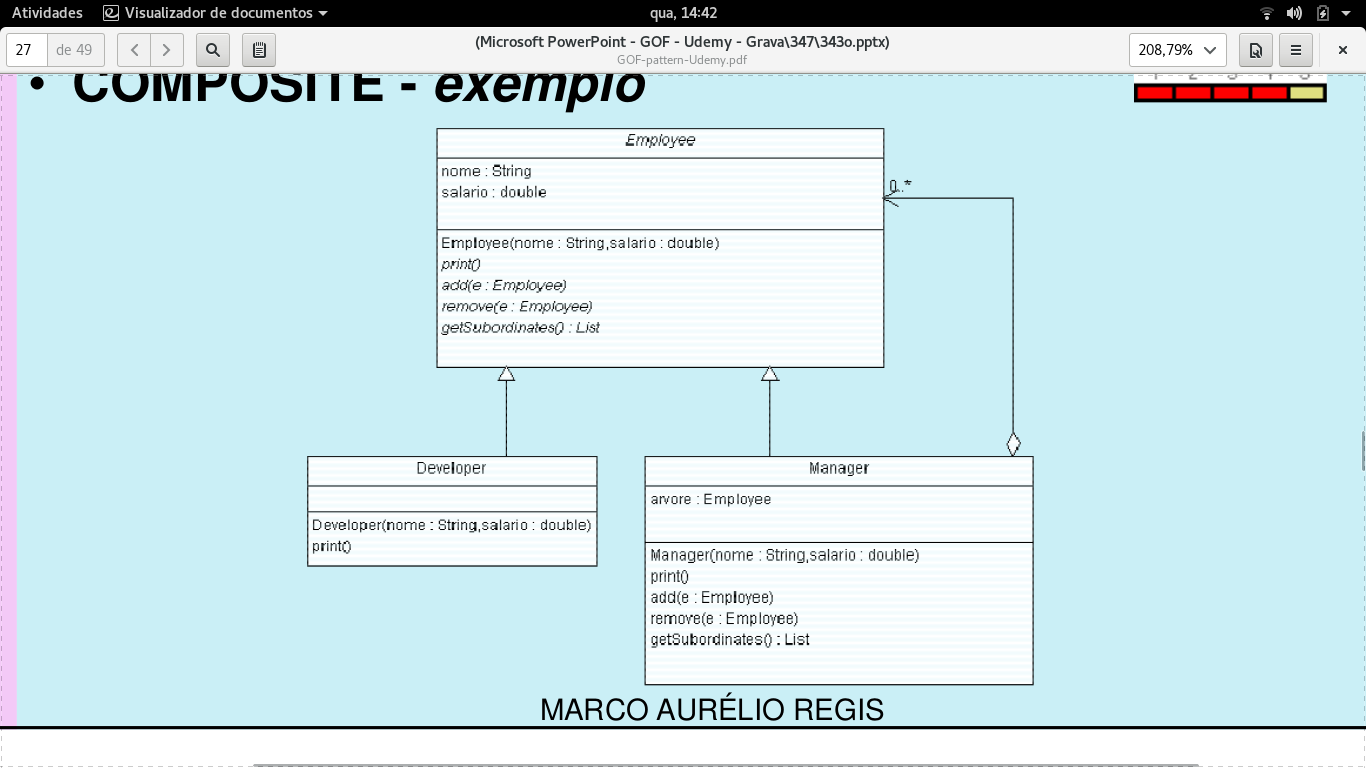 Atividades Visualizador de documentos qua, 14:42
27 de 49 (Microsoft PowerPoint - GOF - Udemy - Grava\347\343o.pptx) 208,79%
GOF-pattern-Udemy.pdf
• COMPOSITE - exemplo
Employee
nome : String
salario : double
0..*
Employee(nome : String,salario : double)
print()
add(e : Employee)
remove(e : Employee)
getSubordinates() : List
Developer
Developer(nome : String,salario : double)
print()
Manager
arvore : Employee
Manager(nome : String,salario : double)
print()
add(e : Employee)
remove(e : Employee)
getSubordinates() : List
MARCO AURÉLIO REGIS